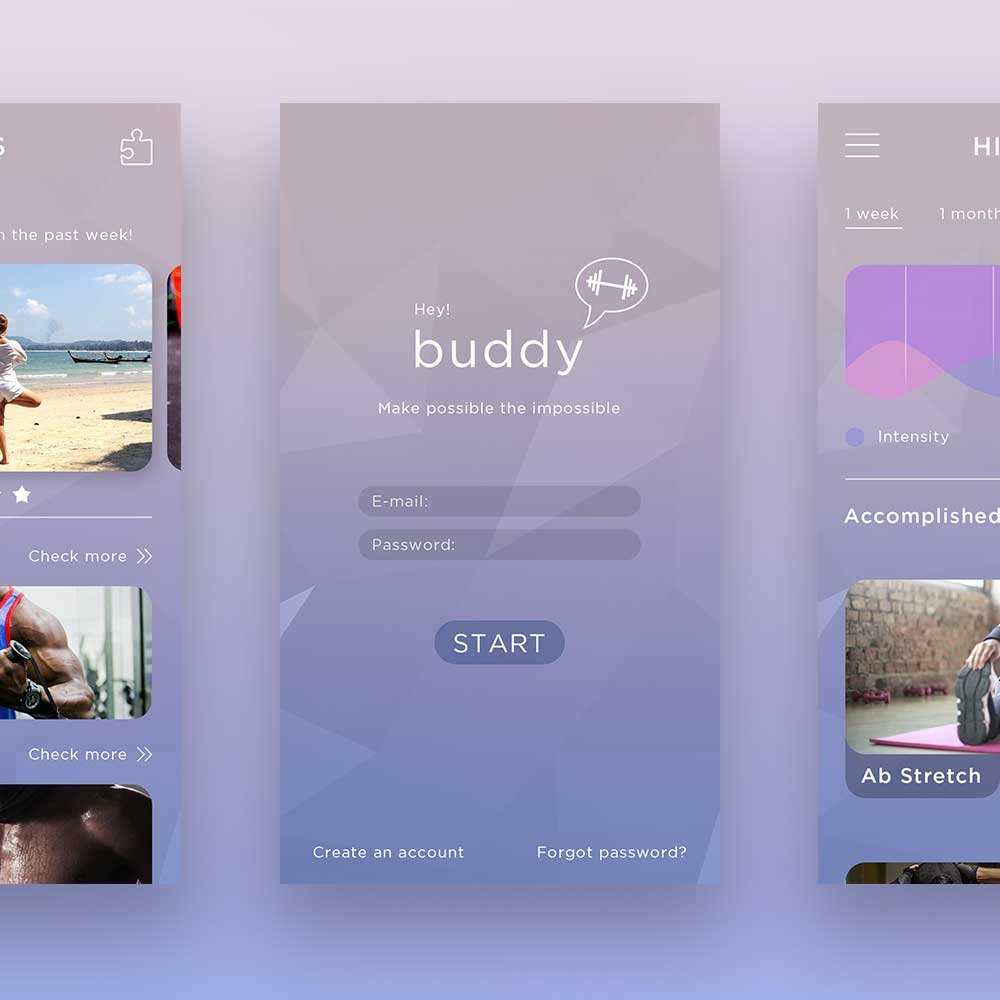 the past week!
Check more
Check more
Hey!
buddy
Make possible the impossible
E-mail:
Password:
START
Create an account
Forgot password?
1 week 1 month
Intensity
Accomplished
Ab Stretch